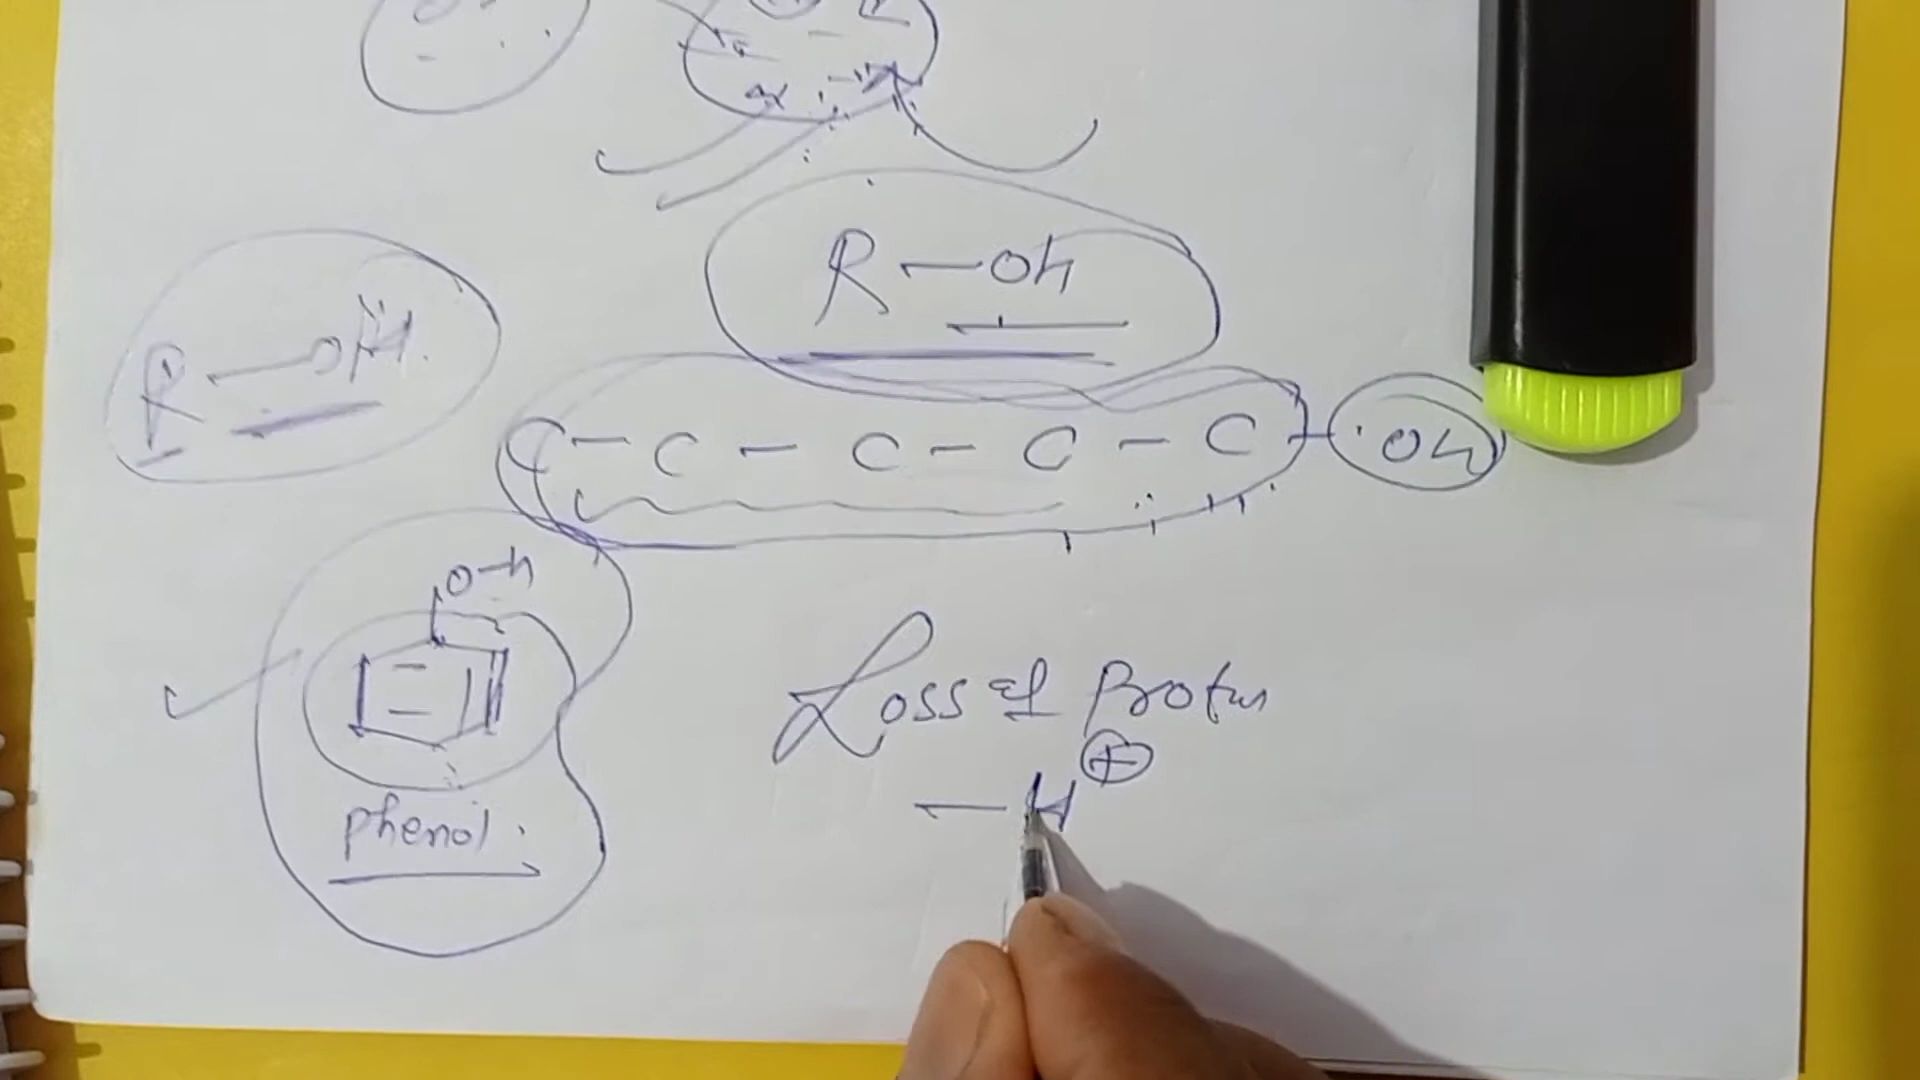 R-OH
R-OH.
C-C-C-C-C-OH
O-H
phenol.
Loss of Proton
-H⊕